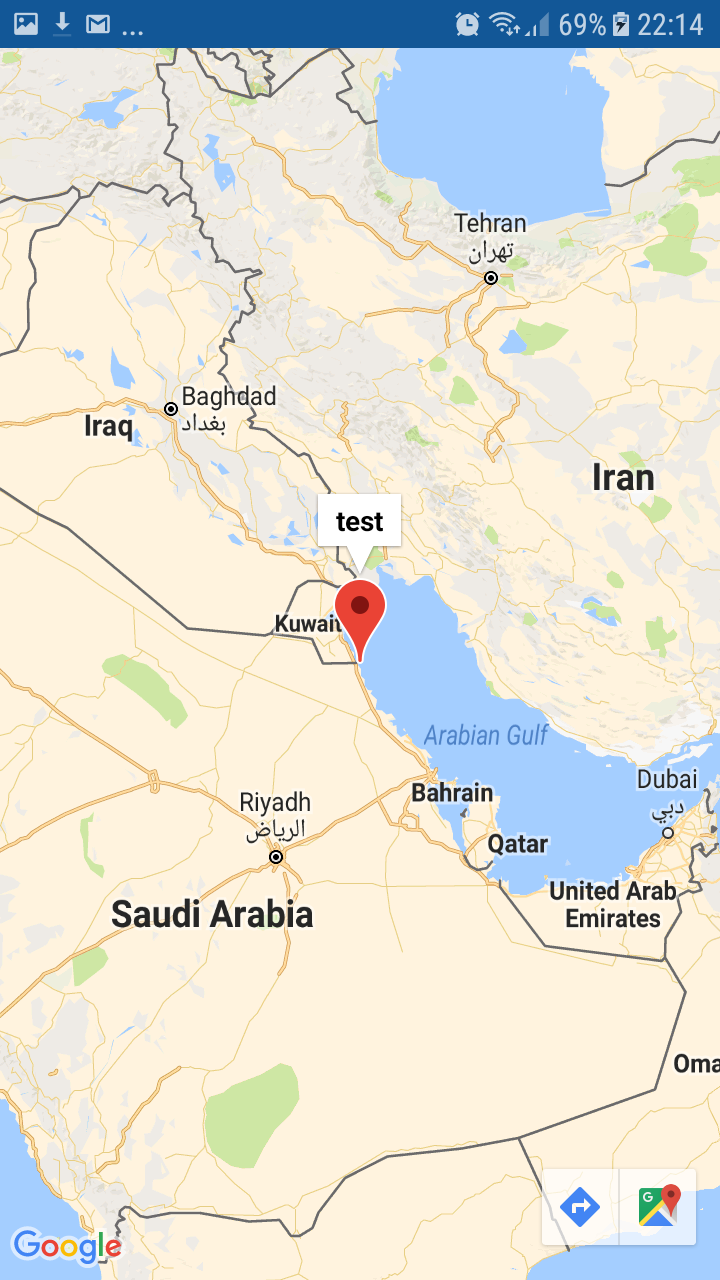 ...
69%
22:14
Tehran
تهران
Baghdad
بغداد
Iraq
Iran
test
Kuwait
Arabian Gulf
Dubai
دبي
Bahrain
Riyadh
الرياض
Qatar
United Arab
Emirates
Saudi Arabia
Oma
G
Google